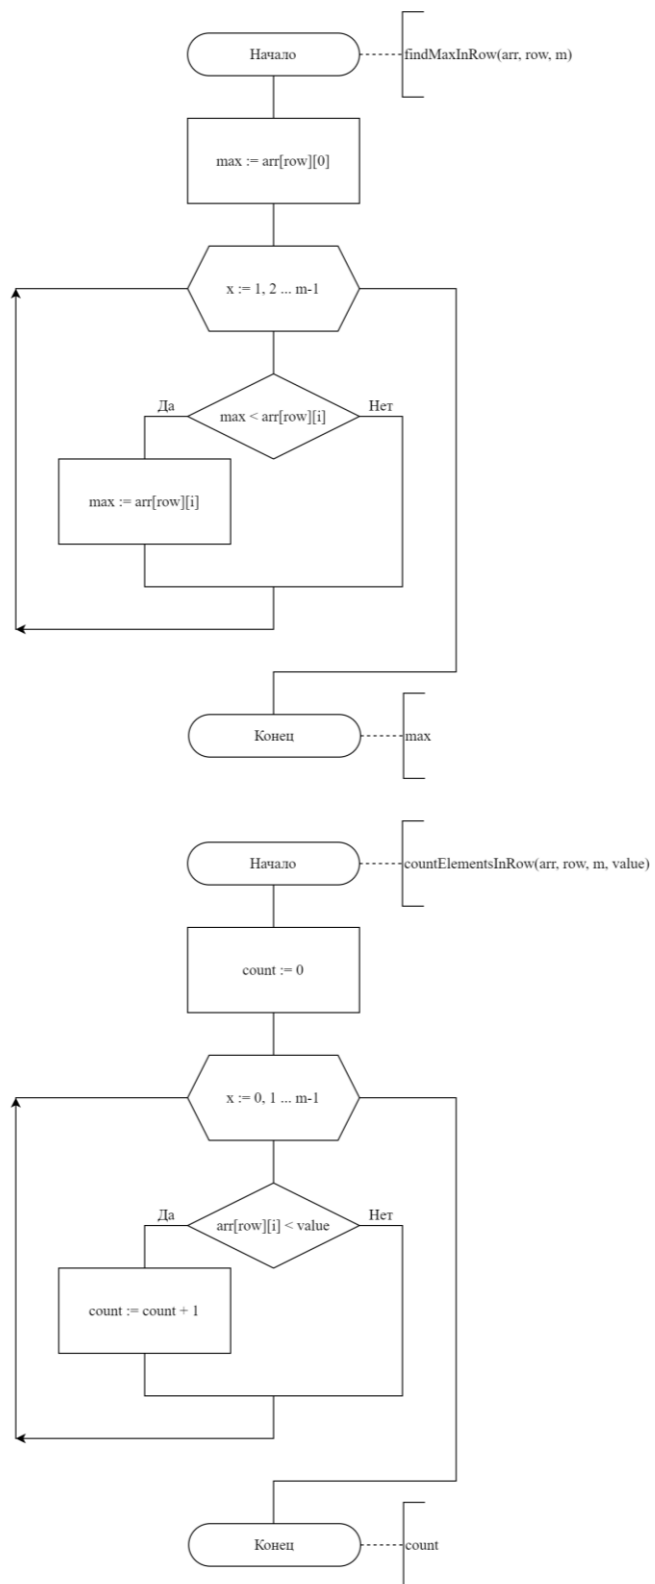 Начало
findMaxInRow(arr, row, m)
max := arr[row][0]
x := 1, 2 ... m-1
Да
max < arr[row][i]
Нет
max := arr[row][i]
Конец
max
Начало
countElementsInRow(arr, row, m, value)
count := 0
x := 0, 1 ... m-1
Да
arr[row][i] < value
Нет
count := count + 1
Конец
count